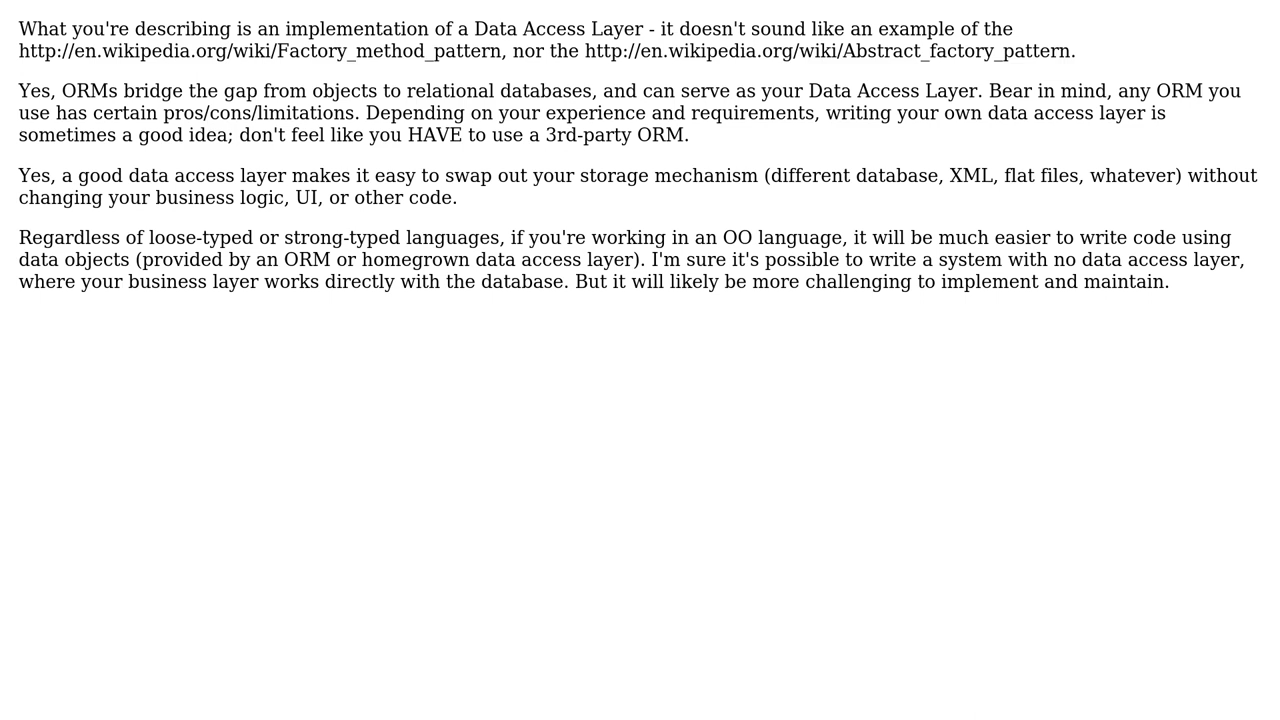 What you're describing is an implementation of a Data Access Layer - it doesn't sound like an example of the
http://en.wikipedia.org/wiki/Factory_method_pattern, nor the http://en.wikipedia.org/wiki/Abstract_factory_pattern.
Yes, ORMs bridge the gap from objects to relational databases, and can serve as your Data Access Layer. Bear in mind, any ORM you
use has certain pros/cons/limitations. Depending on your experience and requirements, writing your own data access layer is
sometimes a good idea; don't feel like you HAVE to use a 3rd-party ORM.
Yes, a good data access layer makes it easy to swap out your storage mechanism (different database, XML, flat files, whatever) without
changing your business logic, UI, or other code.
Regardless of loose-typed or strong-typed languages, if you're working in an OO language, it will be much easier to write code using
data objects (provided by an ORM or homegrown data access layer). I'm sure it's possible to write a system with no data access layer,
where your business layer works directly with the database. But it will likely be more challenging to implement and maintain.